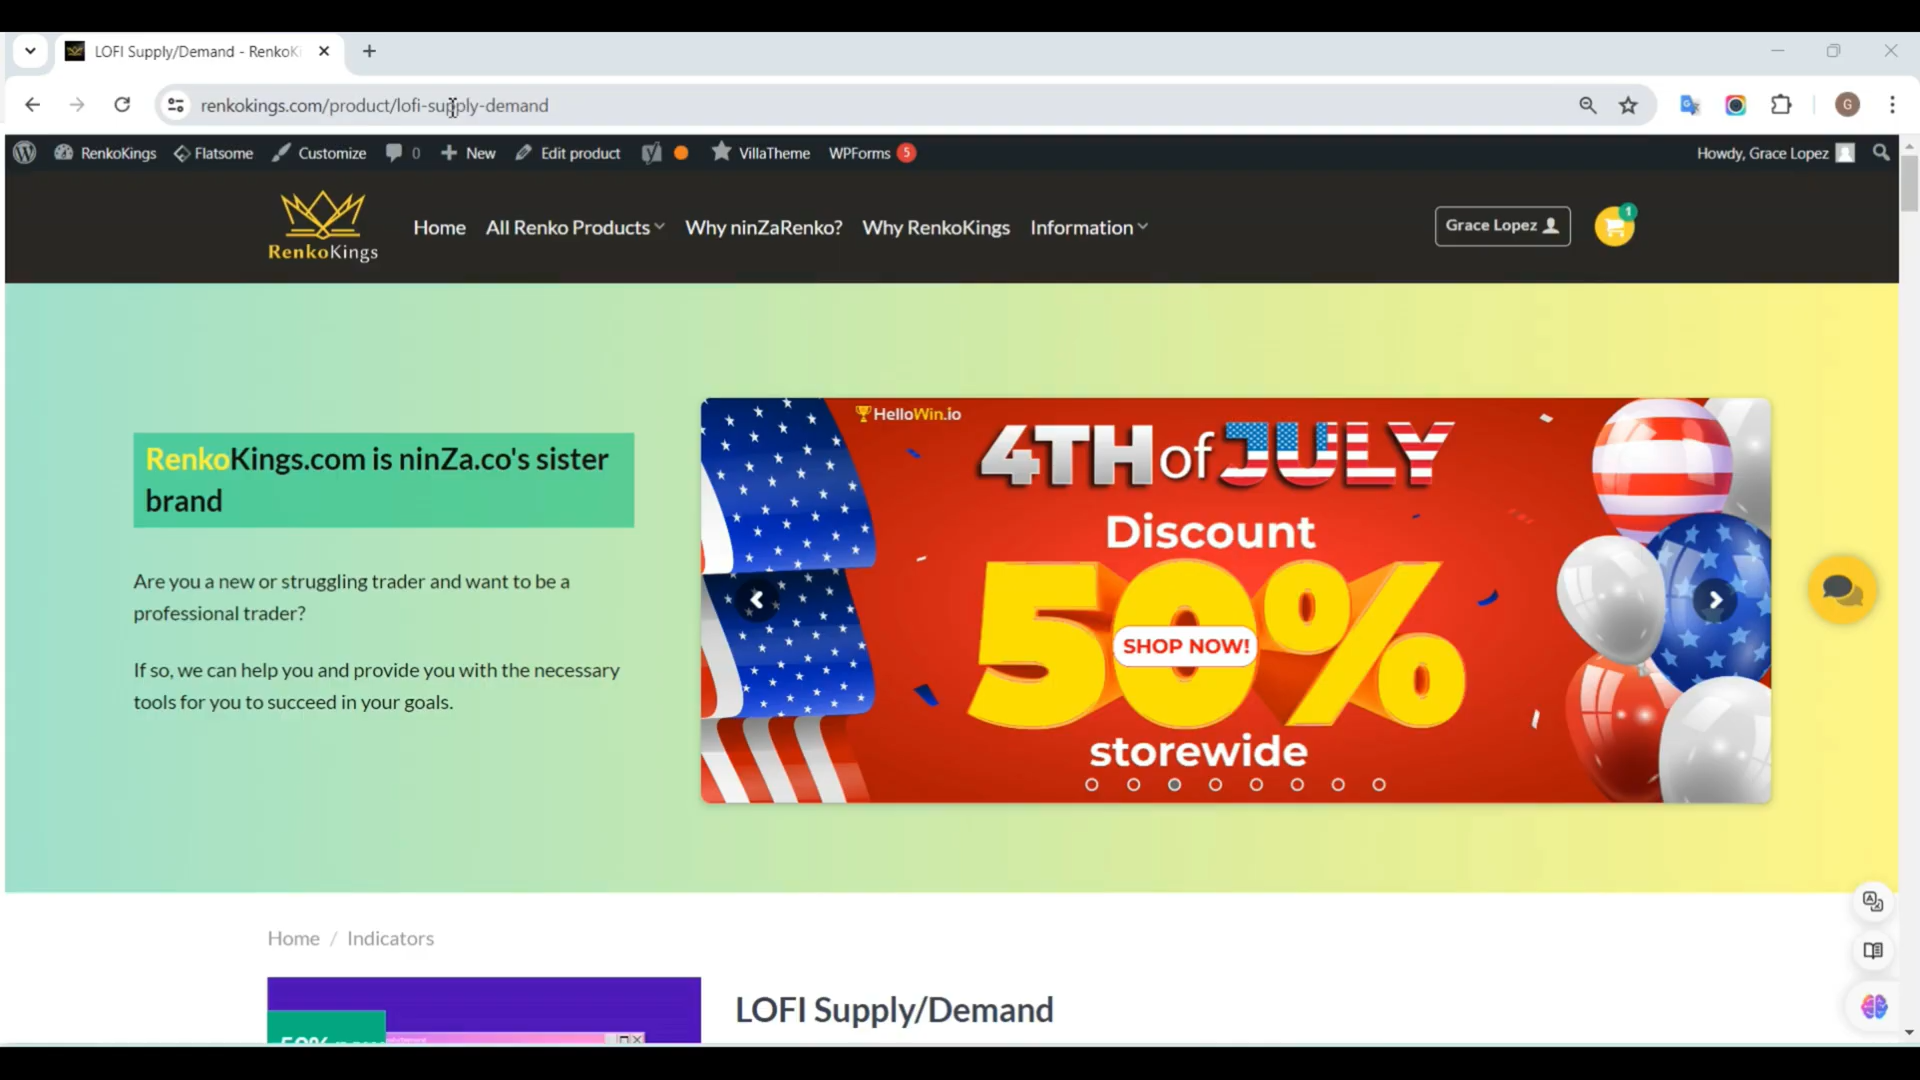 LOFI Supply/Demand - RenkoKi
renkokings.com/product/lofi-supply-demand
G
RenkoKings
Flatsome
Customize
0
New
Edit product
VillaTheme
WPForms 5
Howdy, Grace Lopez
RenkoKings
Home
All Renko Products
Why ninZaRenko?
Why RenkoKings
Information
Grace Lopez
1
RenkoKings.com is ninZa.co's sister
brand
Are you a new or struggling trader and want to be a
professional trader?
If so, we can help you and provide you with the necessary
tools for you to succeed in your goals.
HelloWin.io
4TH of JULY
Discount
50%
SHOP NOW!
storewide
Home / Indicators
LOFI Supply/Demand
50%